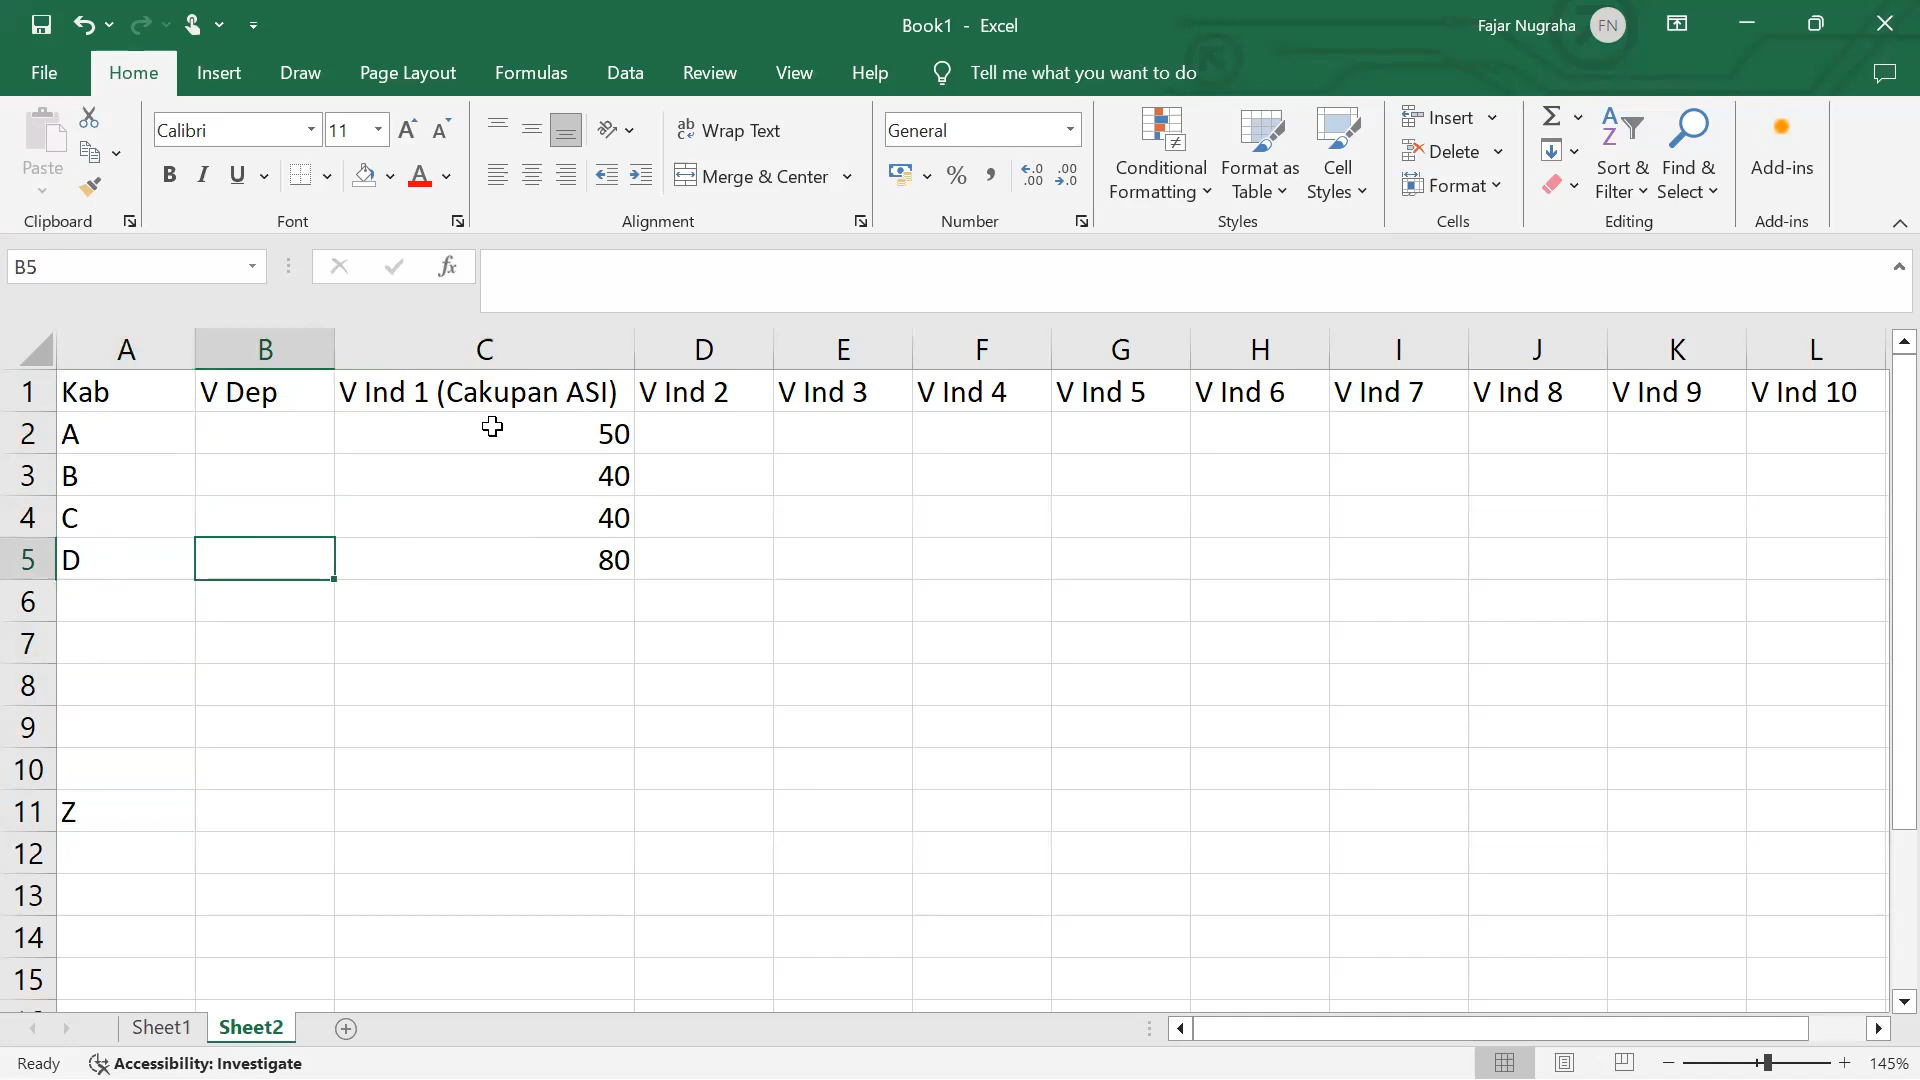 Book1 - Excel
Fajar Nugraha
FN
File
Home
Insert
Draw
Page Layout
Formulas
Data
Review
View
Help
Tell me what you want to do
Paste
Clipboard
Calibri
11
A A
B I U A
Font
ab
Wrap Text
Merge & Center
Alignment
General
% 9
Number
Conditional
Formatting
Format as
Table
Cell
Styles
Styles
Insert
Delete
Format
Cells
Sort &
Filter
Find &
Select
Editing
Add-ins
Add-ins
B5
fx
A B C D E F G H I J K L
1 Kab V Dep V Ind 1 (Cakupan ASI) V Ind 2 V Ind 3 V Ind 4 V Ind 5 V Ind 6 V Ind 7 V Ind 8 V Ind 9 V Ind 10
2 A 50
3 B 40
4 C 40
5 D 80
6
7
8
9
10
11 Z
12
13
14
15
Sheet1
Sheet2
Ready
Accessibility: Investigate
145%